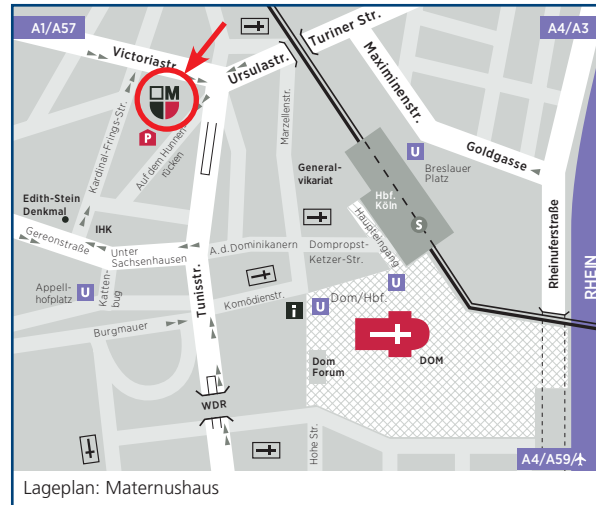 A1/A57
A4/A3
Victoriastr.
Ursulastr.
Turiner Str.
Maximinenstr.
M
P
Kardinal-Frings-Str.
Auf dem Hunnen-
rücken
Marzellenstr.
General-
vikariat
U
Breslauer
Platz
Goldgasse
Hbf.
Köln
S
Haupteingang
Edith-Stein
Denkmal
IHK
Gereonstraße
Unter
Sachsenhausen
A.d.Dominikanern
Dompropst-
Ketzer-Str.
Rheinuferstraße
RHEIN
Appell-
hofplatz
U
Katten-
bug
Tunisstr.
Komödienstr.
i
U
Dom/Hbf.
U
Burgmauer
DOM
Dom
Forum
WDR
Hohe Str.
A4/A59/
Lageplan: Maternushaus